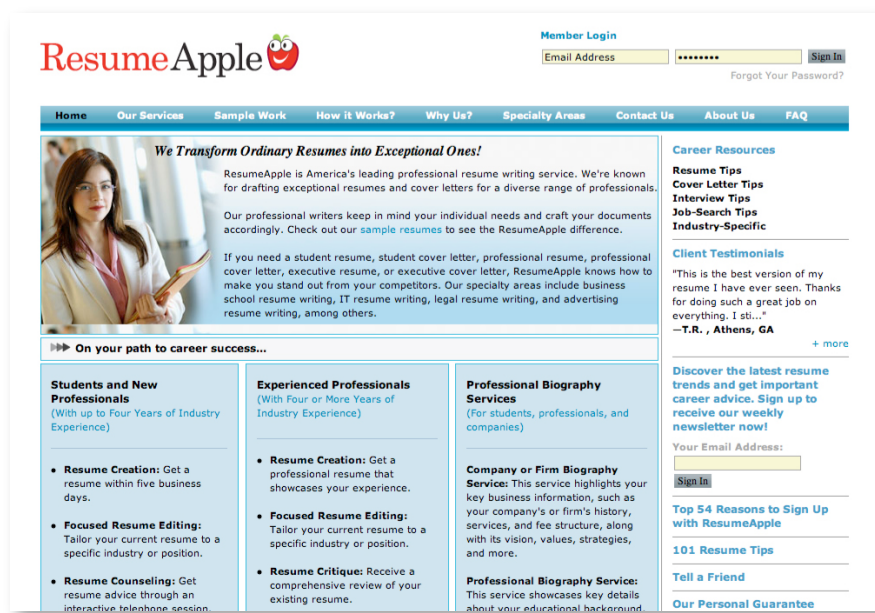 ResumeApple
Member Login
Email Address
Sign In
Forgot Your Password?
Home Our Services Sample Work How it Works? Why Us? Specialty Areas Contact Us About Us FAQ
We Transform Ordinary Resumes into Exceptional Ones!
ResumeApple is America's leading professional resume writing service. We're known
for drafting exceptional resumes and cover letters for a diverse range of professionals.
Our professional writers keep in mind your individual needs and craft your documents
accordingly. Check out our sample resumes to see the ResumeApple difference.
If you need a student resume, student cover letter, professional resume, professional
cover letter, executive resume, or executive cover letter, ResumeApple knows how to
make you stand out from your competitors. Our specialty areas include business
school resume writing, IT resume writing, legal resume writing, and advertising
resume writing, among others.
On your path to career success...
Students and New
Professionals
(With up to Four Years of Industry
Experience)
• Resume Creation: Get a
resume within five business
days.
• Focused Resume Editing:
Tailor your current resume to a
specific industry or position.
• Resume Counseling: Get
resume advice through an
interactive telephone session.
Experienced Professionals
(With Four or More Years of
Industry Experience)
• Resume Creation: Get a
professional resume that
showcases your experience.
• Focused Resume Editing:
Tailor your current resume to a
specific industry or position.
• Resume Critique: Receive a
comprehensive review of your
existing resume.
Professional Biography
Services
(For students, professionals, and
companies)
Company or Firm Biography
Service: This service highlights your
key business information, such as
your company's or firm's history,
services, and fee structure, along
with its vision, values, strategies,
and more.
Professional Biography Service:
This service showcases key details
about your educational background,
Career Resources
Resume Tips
Cover Letter Tips
Interview Tips
Job-Search Tips
Industry-Specific
Client Testimonials
"This is the best version of my
resume I have ever seen. Thanks
for doing such a great job on
everything. I sti..."
—T.R. , Athens, GA
+ more
Discover the latest resume
trends and get important
career advice. Sign up to
receive our weekly
newsletter now!
Your Email Address:
Sign In
Top 54 Reasons to Sign Up
with ResumeApple
101 Resume Tips
Tell a Friend
Our Personal Guarantee